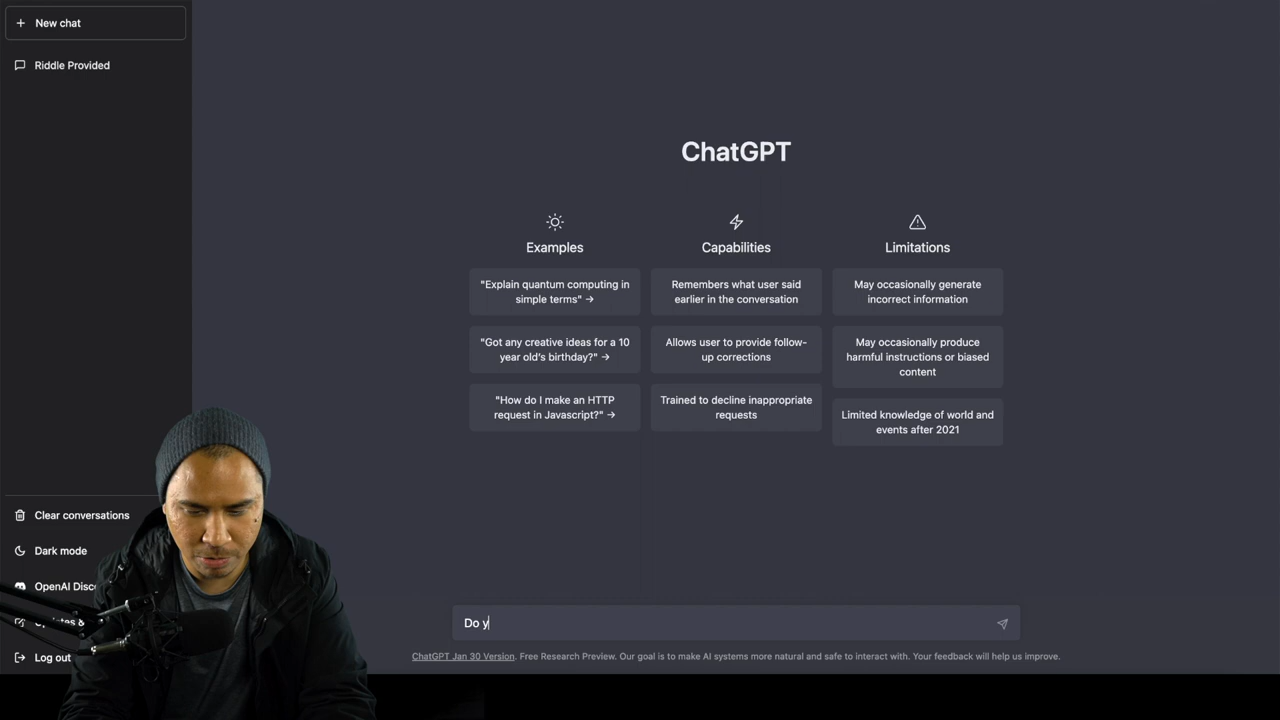 New chat
Riddle Provided
ChatGPT
Examples
"Explain quantum computing in
simple terms" →
"Got any creative ideas for a 10
year old's birthday?" →
"How do I make an HTTP
request in Javascript?" →
Capabilities
Remembers what user said
earlier in the conversation
Allows user to provide follow-
up corrections
Trained to decline inappropriate
requests
Limitations
May occasionally generate
incorrect information
May occasionally produce
harmful instructions or biased
content
Limited knowledge of world and
events after 2021
Clear conversations
Dark mode
OpenAI
Updates &
Log out
Do y
ChatGPT Jan 30 Version. Free Research Preview. Our goal is to make AI systems more natural and safe to interact with. Your feedback will help us improve.